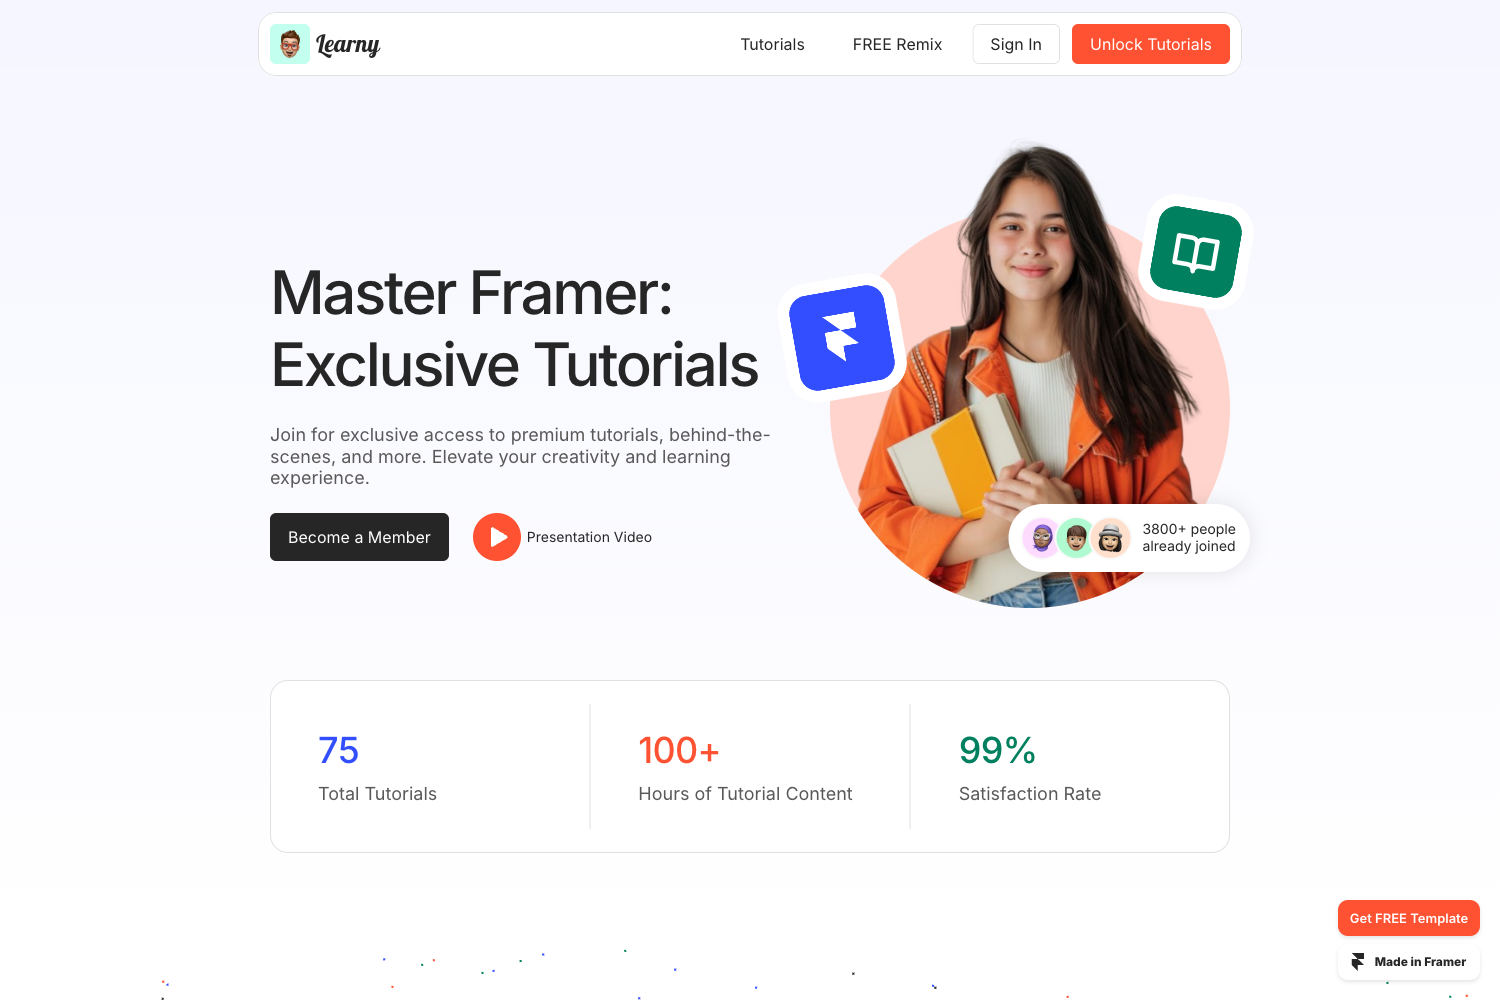 Learny
Tutorials
FREE Remix
Sign In
Unlock Tutorials
Master Framer:
Exclusive Tutorials
Join for exclusive access to premium tutorials, behind-the-
scenes, and more. Elevate your creativity and learning
experience.
Become a Member
Presentation Video
3800+ people
already joined
75
Total Tutorials
100+
Hours of Tutorial Content
99%
Satisfaction Rate
Get FREE Template
Made in Framer